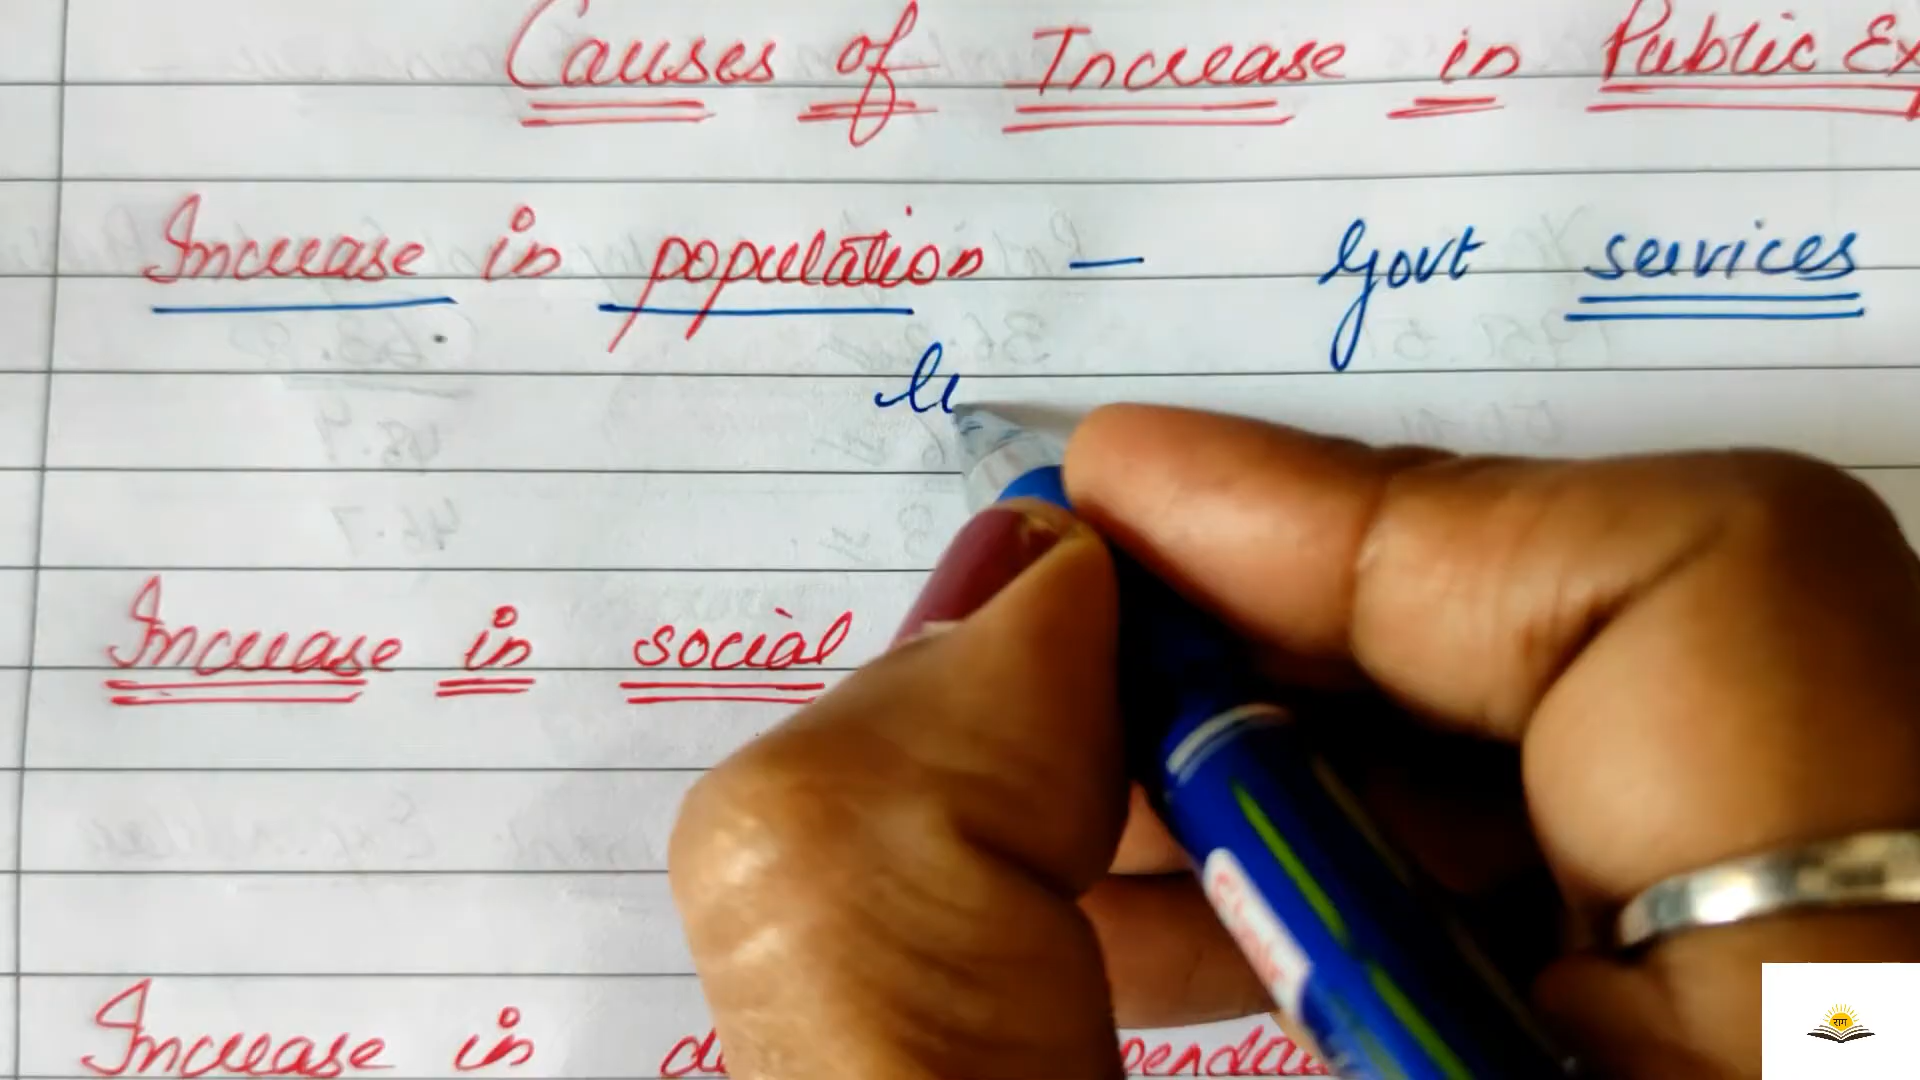 Causes of Increase in Public Ex
Increase in population — Govt services
Increase in social
Increase in
राग